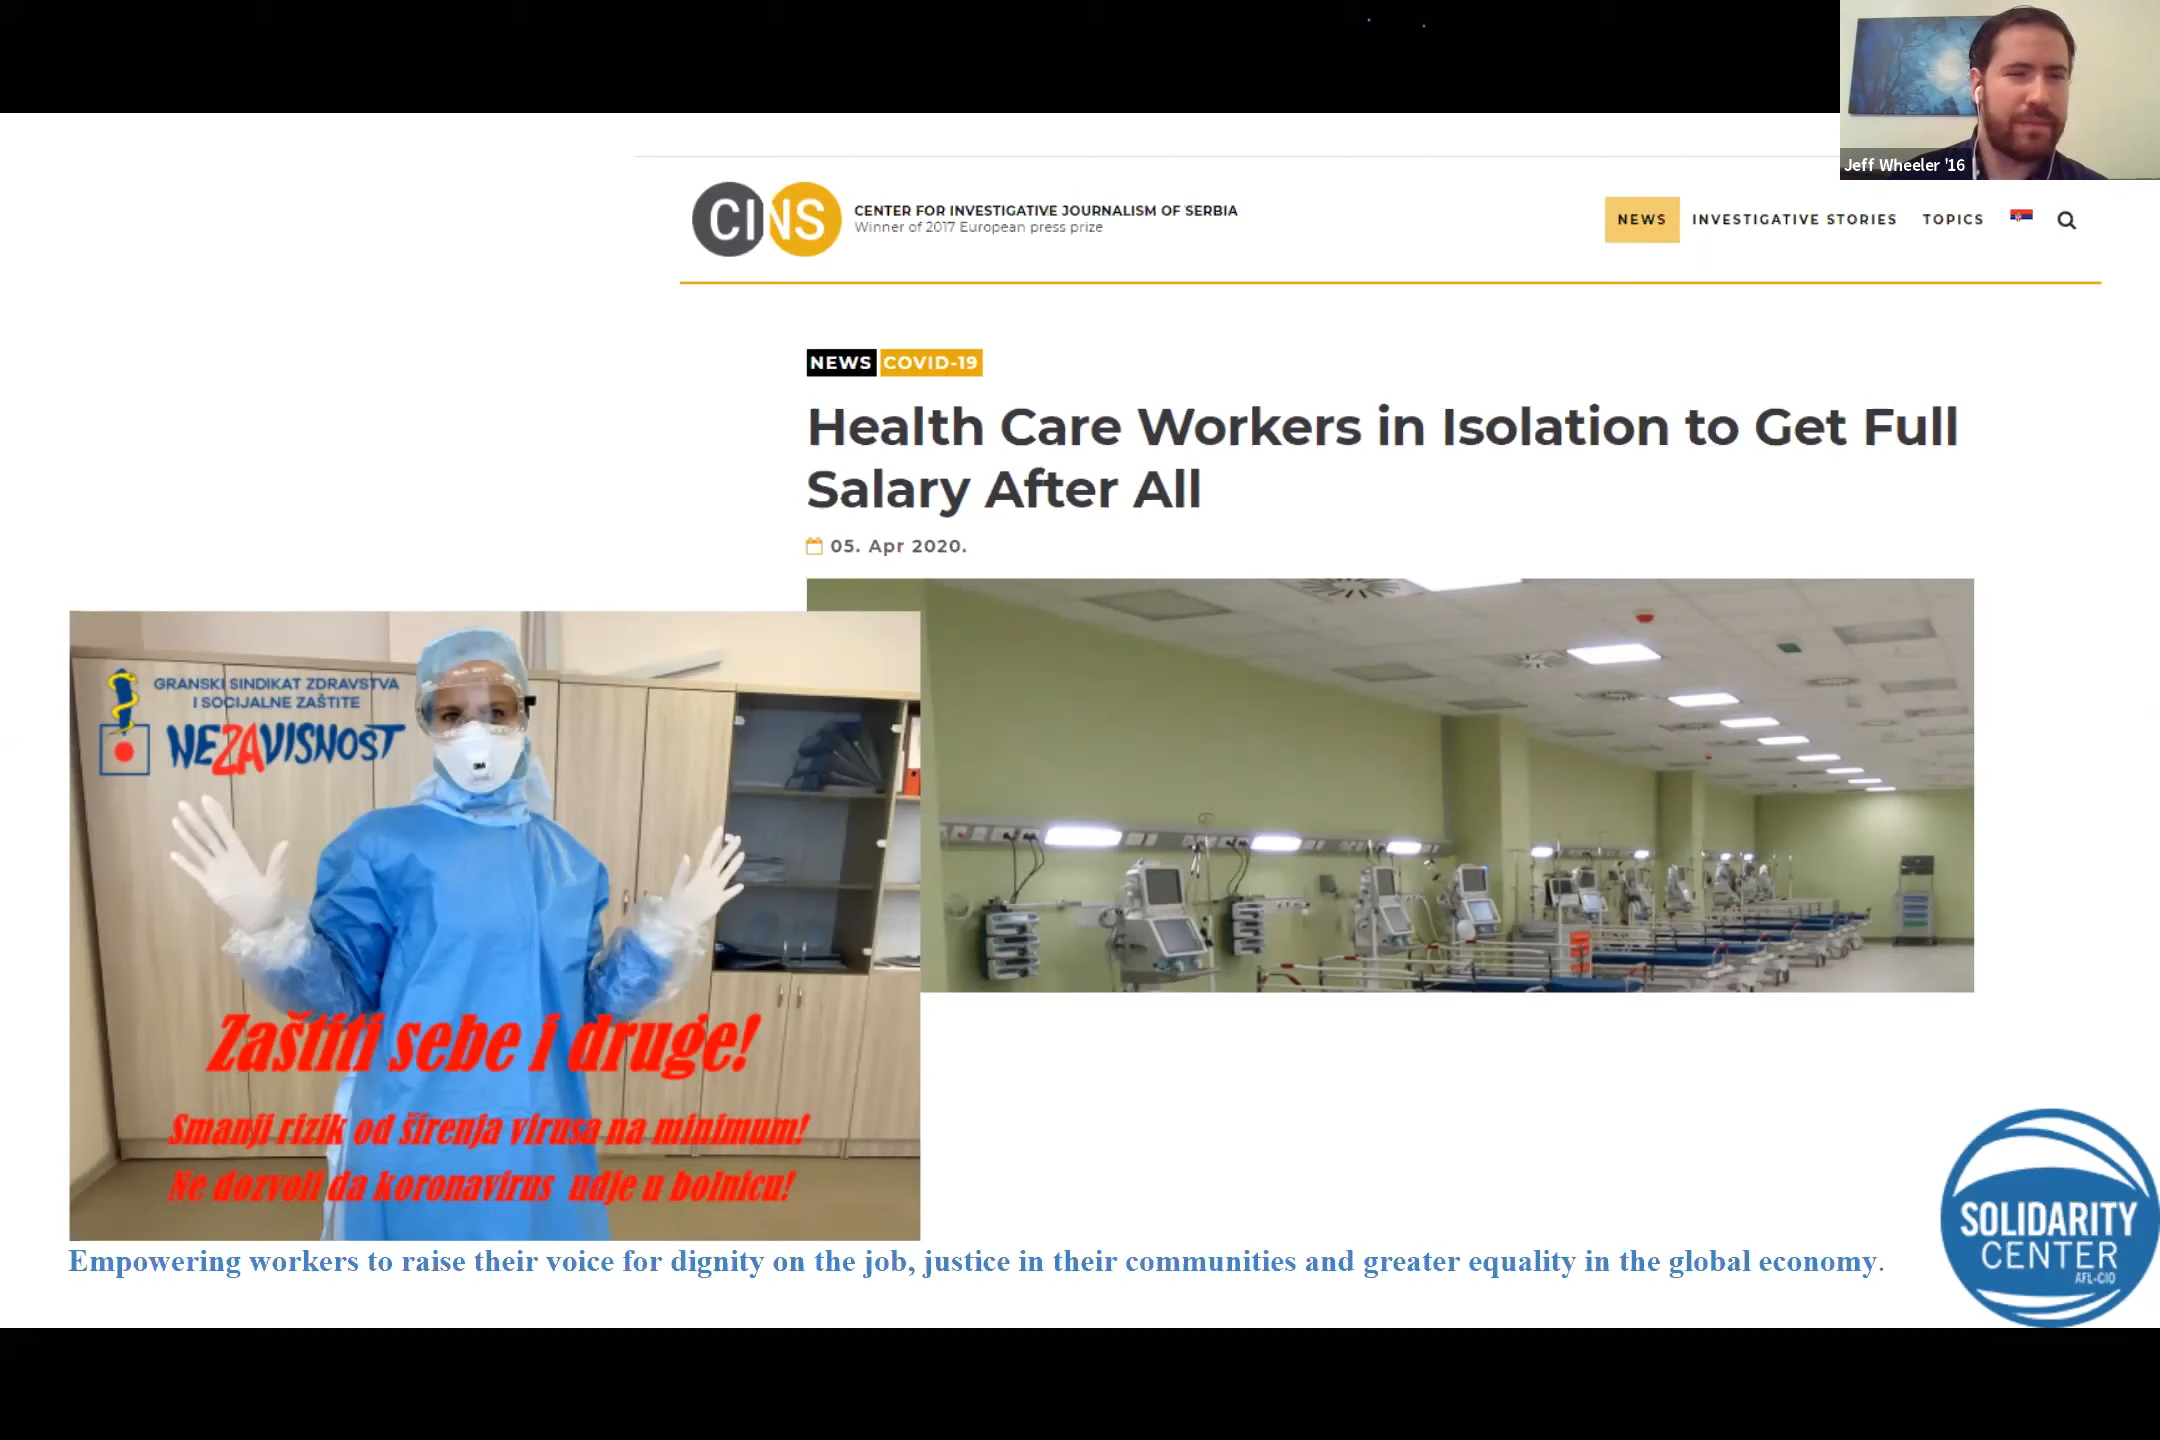 Jeff Wheeler '16
CINS
CENTER FOR INVESTIGATIVE JOURNALISM OF SERBIA
Winner of 2017 European press prize
NEWS INVESTIGATIVE STORIES TOPICS
NEWS COVID-19
Health Care Workers in Isolation to Get Full
Salary After All
05. Apr 2020.
GRANSKI SINDIKAT ZDRAVSTVA
I SOCIJALNE ZAŠTITE
NEZAVISNOST
3M
Zaštiti sebe i druge!
Smanji rizik od širenja virusa na minimum!
Ne dozvoli da koronavirus udje u bolnicu!
Empowering workers to raise their voice for dignity on the job, justice in their communities and greater equality in the global economy.
SOLIDARITY
CENTER
AFL-CIO